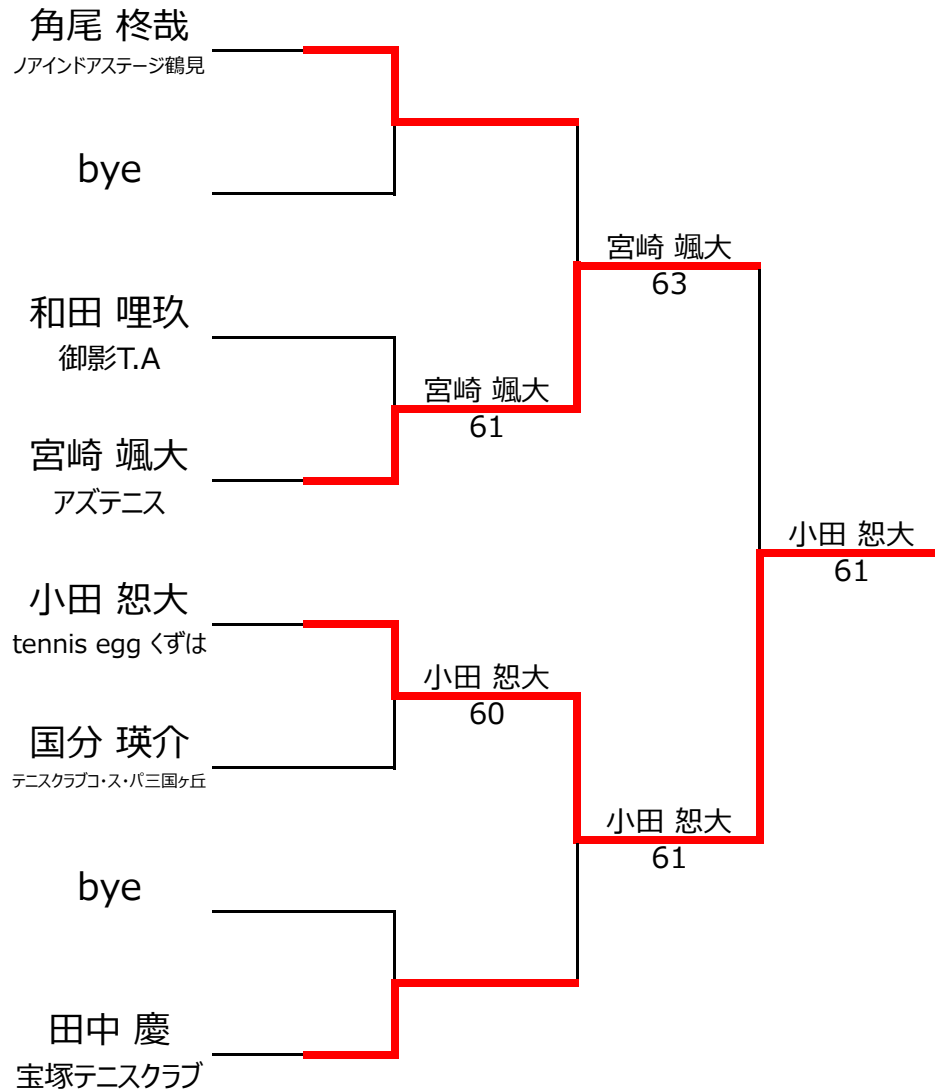 角尾 柊哉
ノアインドアステージ鶴見
bye
和田 哩玖
御影T.A
宮崎 颯大
アズテニス
小田 恕大
tennis egg くずは
国分 瑛介
テニスクラブコ・ス・パ三国ヶ丘
bye
田中 慶
宝塚テニスクラブ
宮崎 颯大
61
小田 恕大
60
宮崎 颯大
63
小田 恕大
61
小田 恕大
61